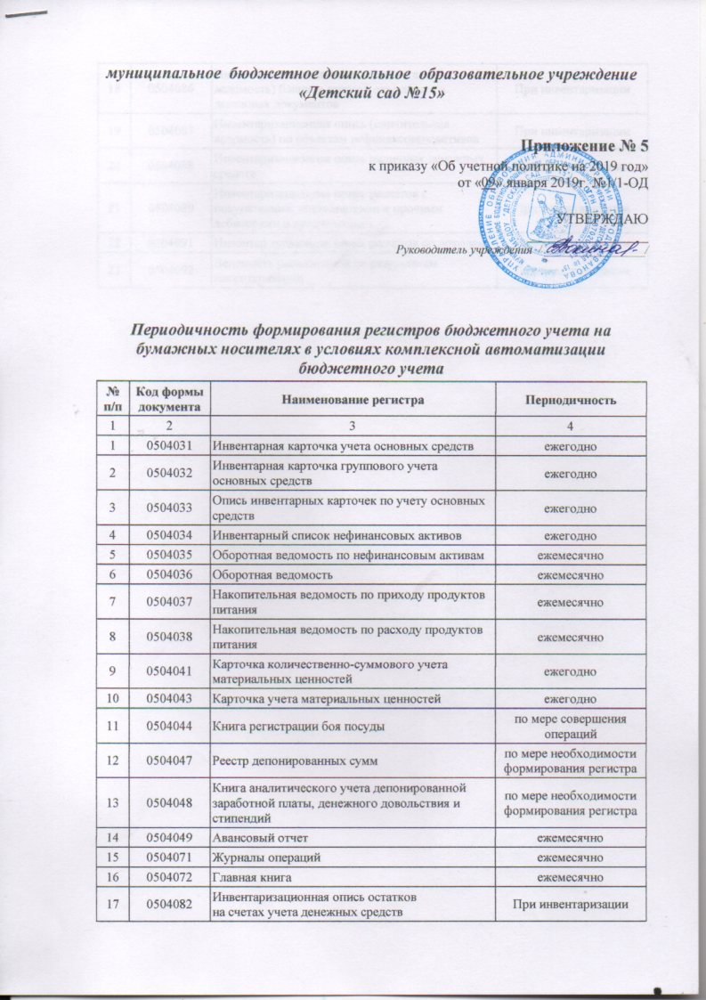 муниципальное бюджетное дошкольное образовательное учреждение
«Детский сад №15»
Приложение № 5
к приказу «Об учетной политике на 2019 год»
от «09» января 2019г. №1/1-ОД
УТВЕРЖДАЮ
Руководитель учреждения
Периодичность формирования регистров бюджетного учета на
бумажных носителях в условиях комплексной автоматизации
бюджетного учета
№ п/п Код формы документа Наименование регистра Периодичность
1 2 3 4
1 0504031 Инвентарная карточка учета основных средств ежегодно
2 0504032 Инвентарная карточка группового учета
основных средств ежегодно
3 0504033 Опись инвентарных карточек по учету основных
средств ежегодно
4 0504034 Инвентарный список нефинансовых активов ежегодно
5 0504035 Оборотная ведомость по нефинансовым активам ежемесячно
6 0504036 Оборотная ведомость ежемесячно
7 0504037 Накопительная ведомость по приходу продуктов
питания ежемесячно
8 0504038 Накопительная ведомость по расходу продуктов
питания ежемесячно
9 0504041 Карточка количественно-суммового учета
материальных ценностей ежегодно
10 0504043 Карточка учета материальных ценностей ежегодно
11 0504044 Книга регистрации боя посуды по мере совершения
операций
12 0504047 Реестр депонированных сумм по мере необходимости
формирования регистра
13 0504048 Книга аналитического учета депонированной
заработной платы, денежного довольствия и
стипендий по мере необходимости
формирования регистра
14 0504049 Авансовый отчет ежемесячно
15 0504071 Журналы операций ежемесячно
16 0504072 Главная книга ежемесячно
17 0504082 Инвентаризационная опись остатков
на счетах учета денежных средств При инвентаризации